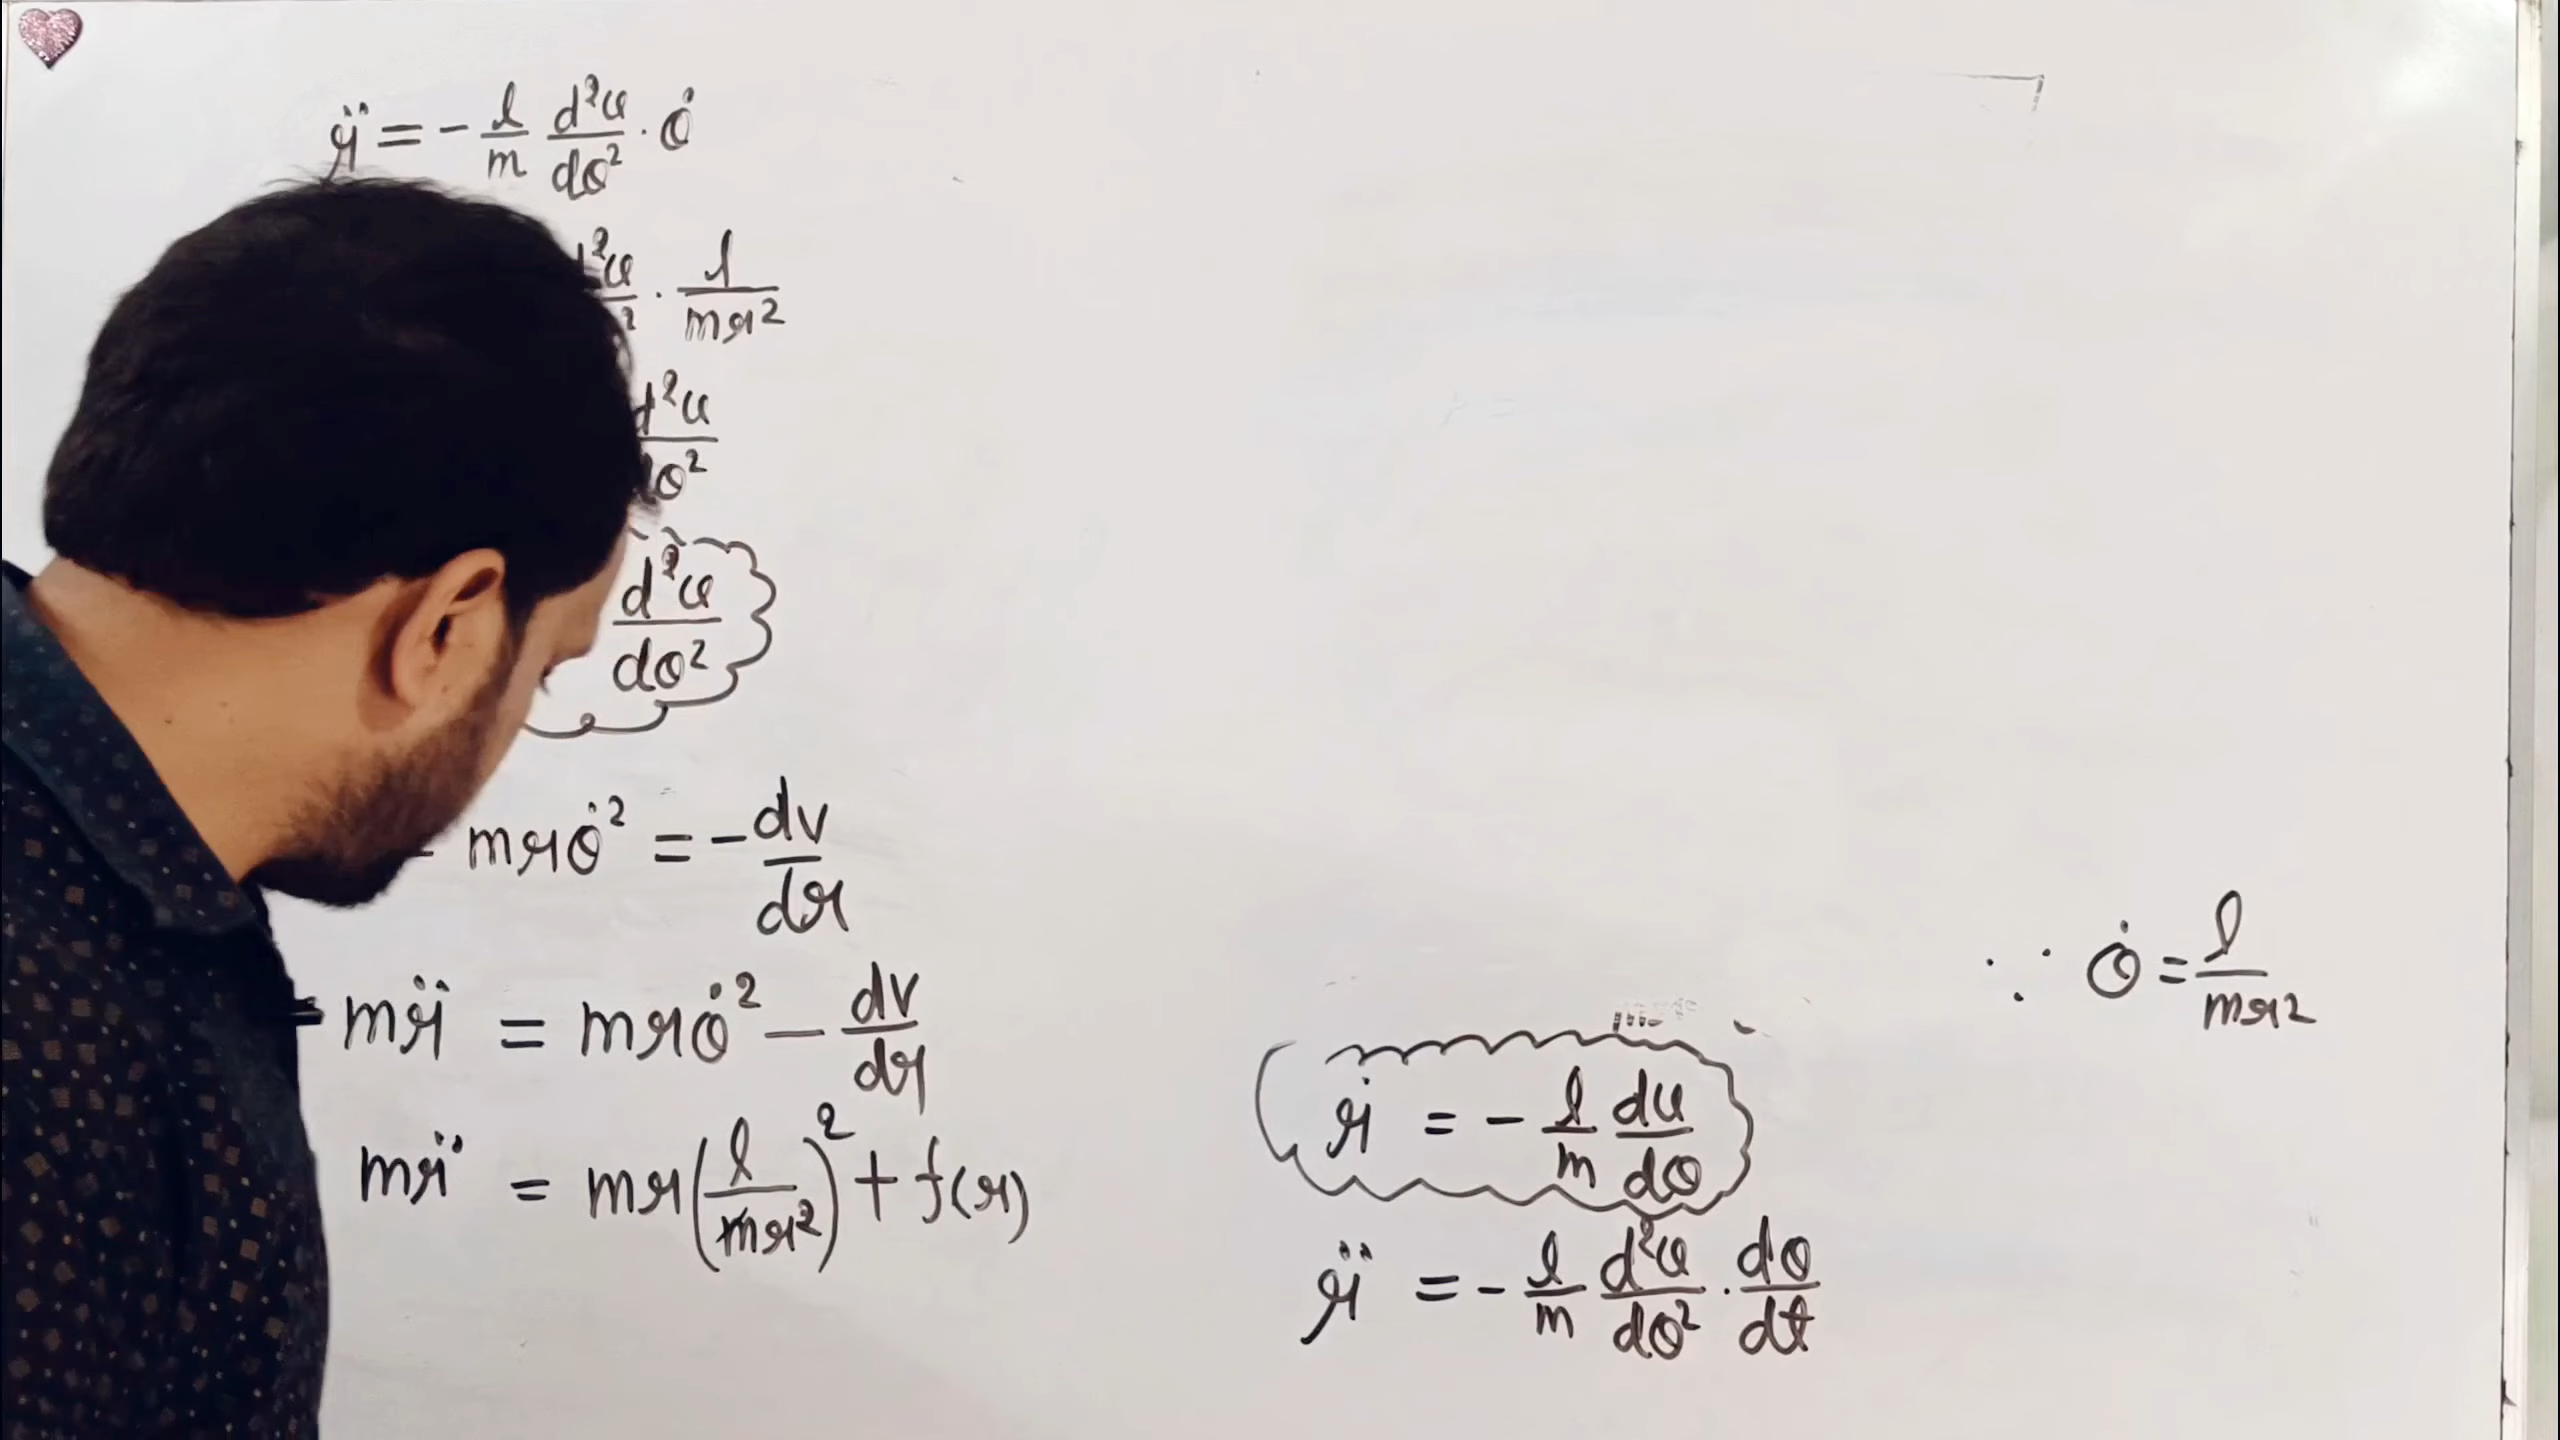 r̈ = - l/m d²u/dθ² · θ̇
d²u · l/mr²
d²u/dθ²
d²u/dθ²
- mrθ̇² = - dv/dr
mr̈ = mrθ̇² - dv/dr
mr̈ = mr(l/mr²)² + f(r)
∵ θ̇ = l/mr²
ṙ = - l/m du/dθ
r̈ = - l/m d²u/dθ² · dθ/dt